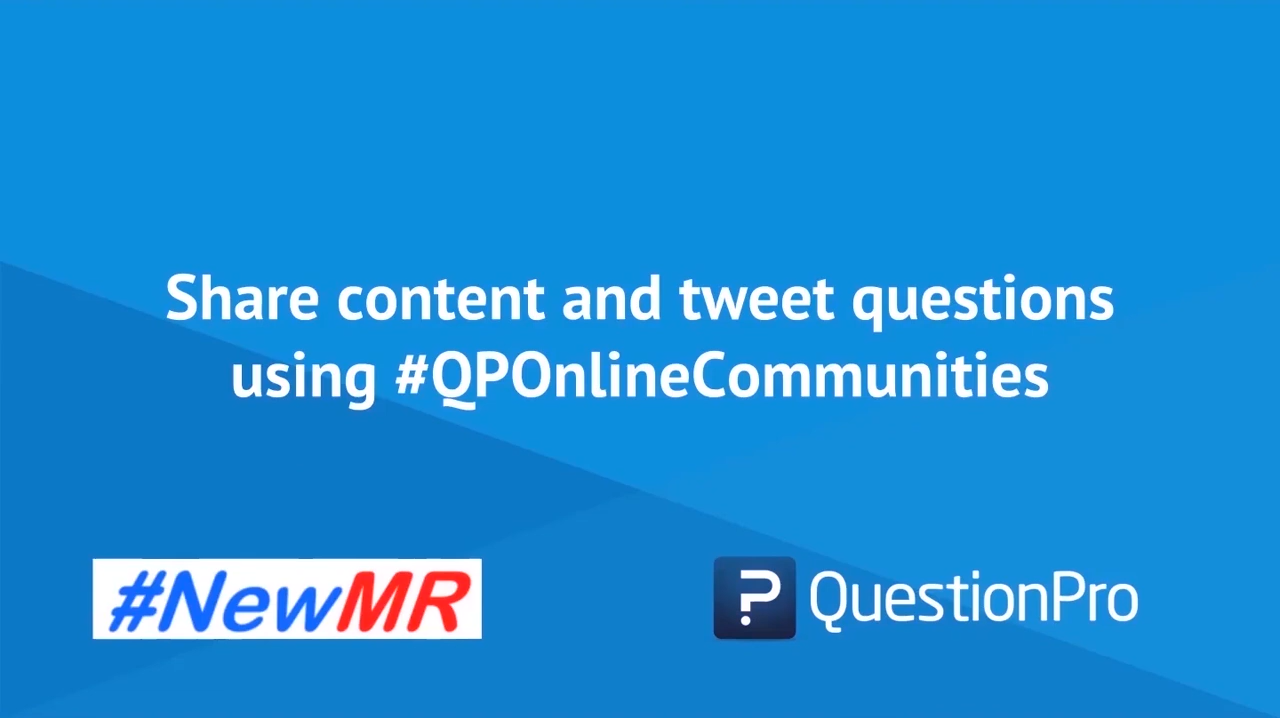 Share content and tweet questions
using #QPOnlineCommunities
#NewMR
QuestionPro